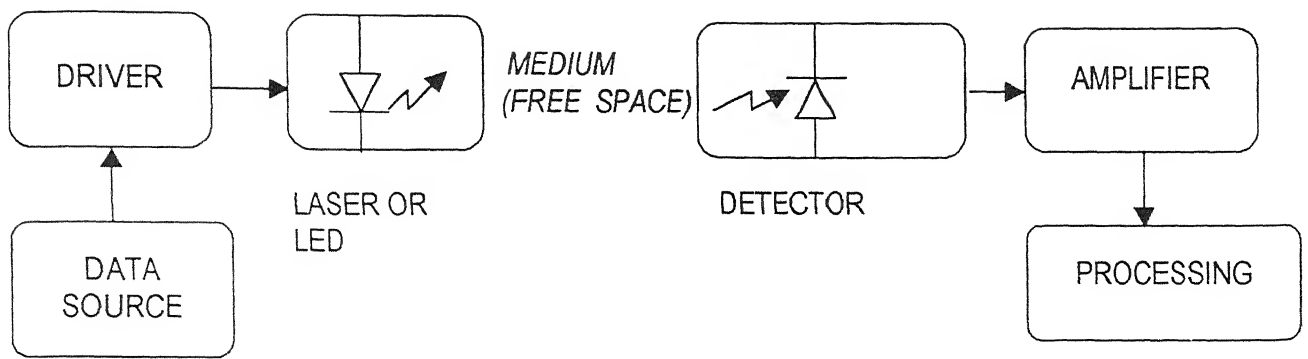 DRIVER
MEDIUM
(FREE SPACE)
AMPLIFIER
LASER OR
LED
DETECTOR
DATA
SOURCE
PROCESSING